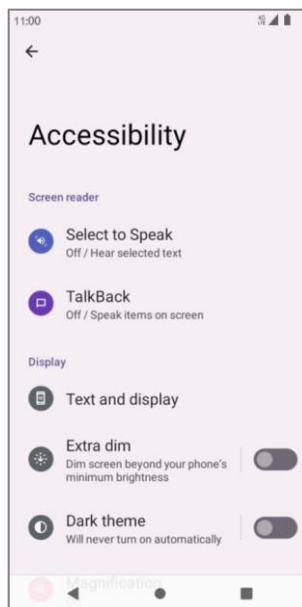 11:00
Accessibility
Screen reader
Select to Speak
Off / Hear selected text
TalkBack
Off / Speak items on screen
Display
Text and display
Extra dim
Dim screen beyond your phone's
minimum brightness
Dark theme
Will never turn on automatically
Magnification